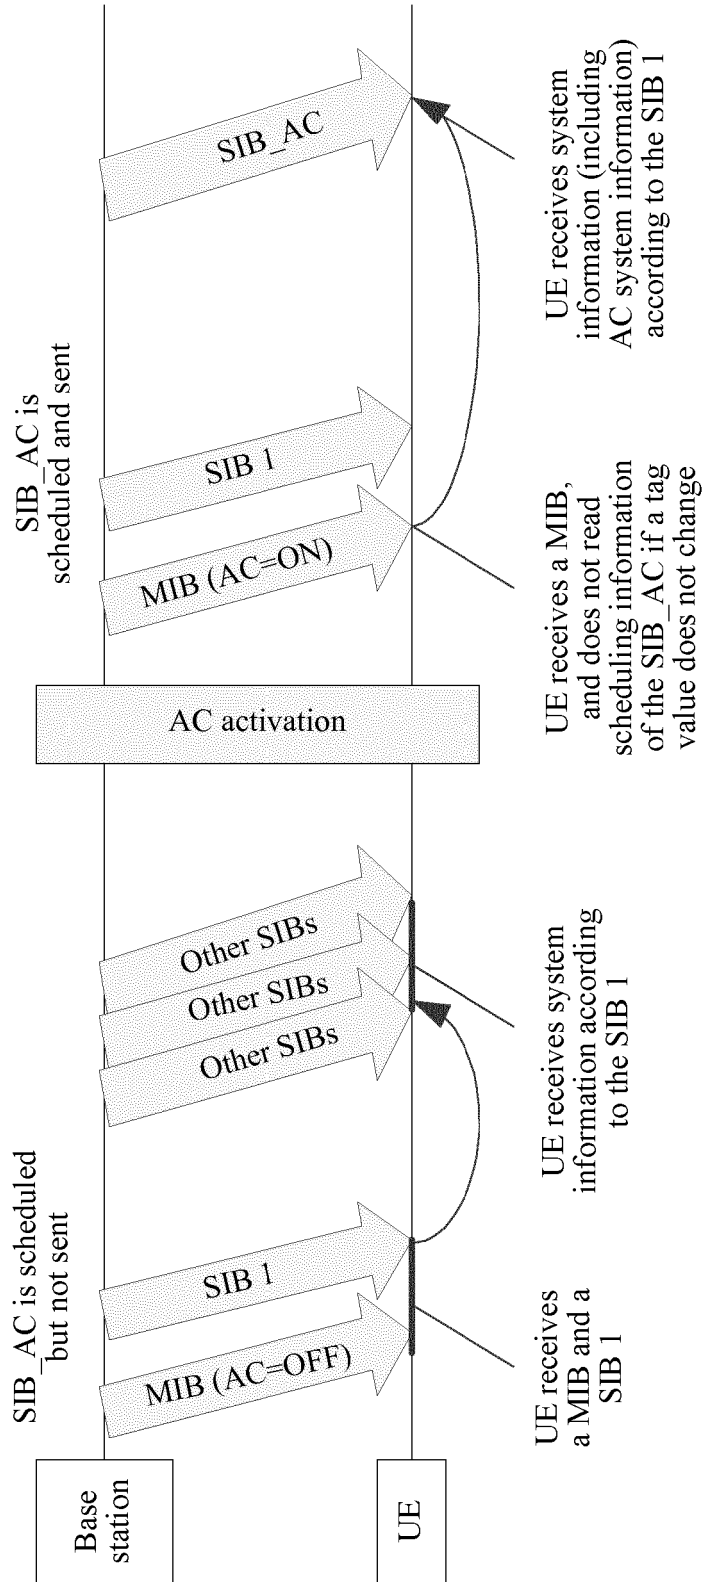 Base
station
UE
SIB_AC is scheduled
but not sent
MIB (AC=OFF)
SIB 1
UE receives
a MIB and a
SIB 1
Other SIBs
Other SIBs
Other SIBs
UE receives system
information according
to the SIB 1
AC activation
SIB_AC is
scheduled and sent
MIB (AC=ON)
SIB 1
UE receives a MIB,
and does not read
scheduling information
of the SIB_AC if a tag
value does not change
SIB_AC
UE receives system
information (including
AC system information)
according to the SIB 1